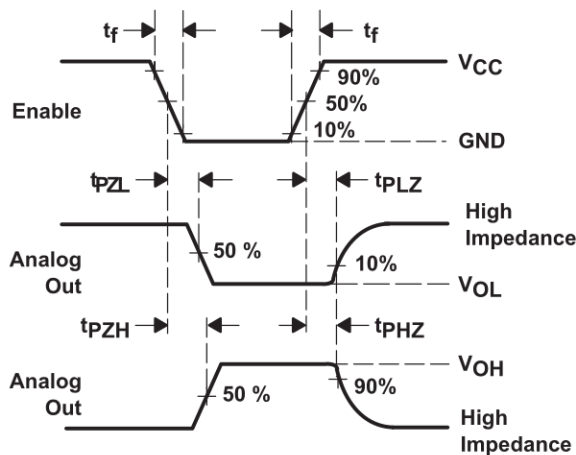 tf tf
VCC
90%
Enable 50%
10%
GND
tPZL tPLZ
High
Impedance
Analog
Out
50 %
10%
VOL
tPZH tPHZ
VOH
Analog
Out
50 %
90%
High
Impedance